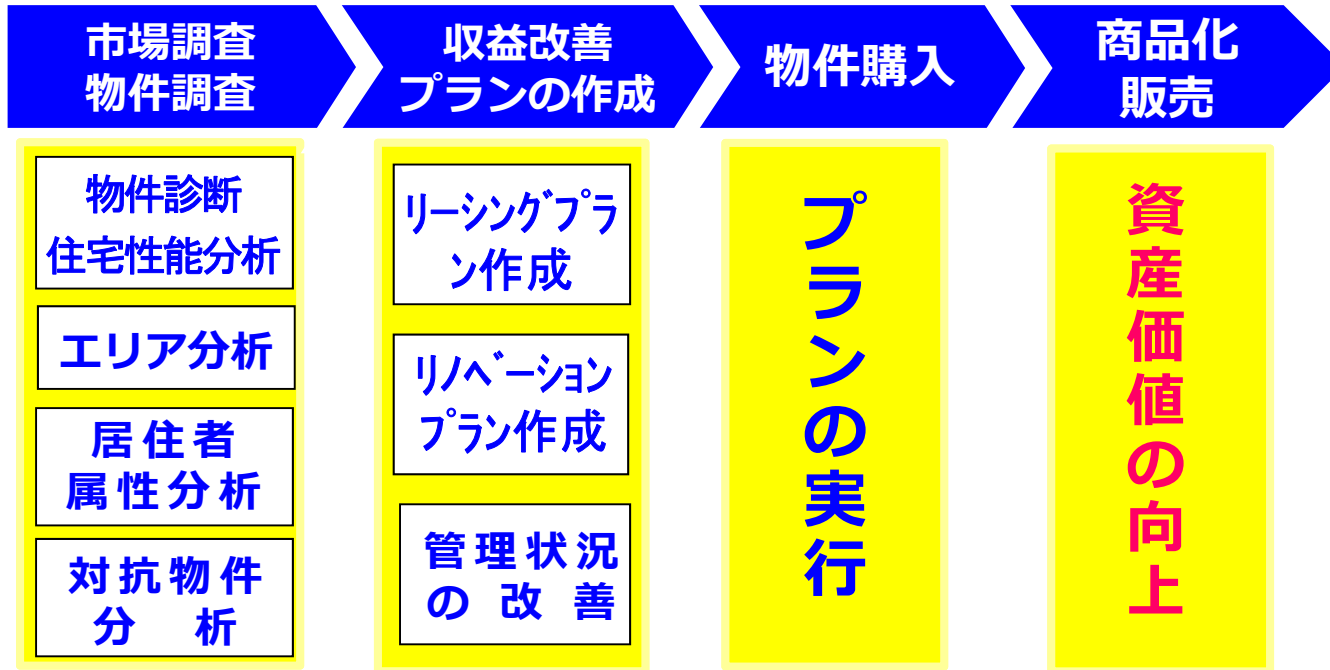 市場調査
物件調査
収益改善
プランの作成
物件購入
商品化
販売
物件診断
住宅性能分析
エリア分析
居住者
属性分析
対抗物件
分　析
リーシングプラ
ン作成
リノベーション
プラン作成
管理状況
の改善
プランの実行
資産価値の向上